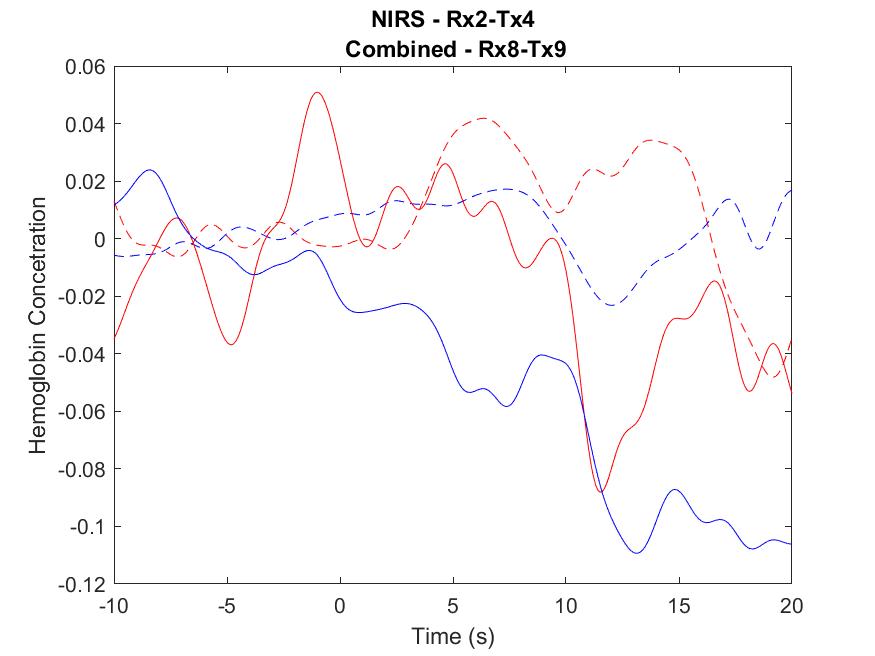 NIRS - Rx2-Tx4
Combined - Rx8-Tx9
0.06
0.04
0.02
0
-0.02
-0.04
-0.06
-0.08
-0.1
-0.12
Hemoglobin Concetration
-10 -5 0 5 10 15 20
Time (s)